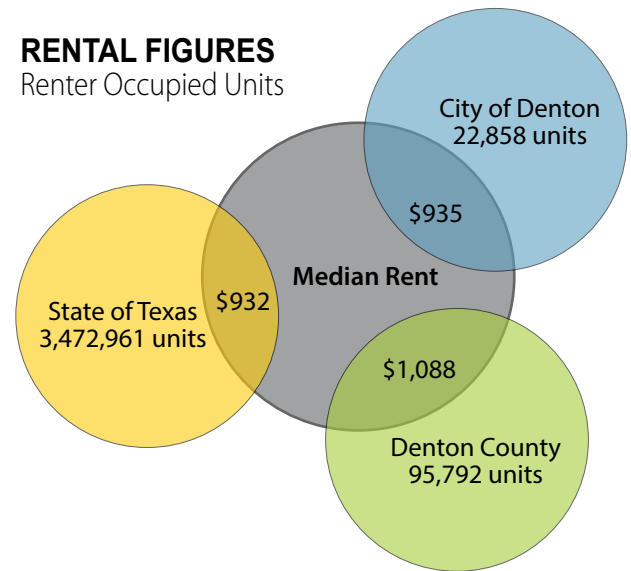 RENTAL FIGURES
Renter Occupied Units
City of Denton
22,858 units
$935
Median Rent
State of Texas
3,472,961 units
$932
$1,088
Denton County
95,792 units